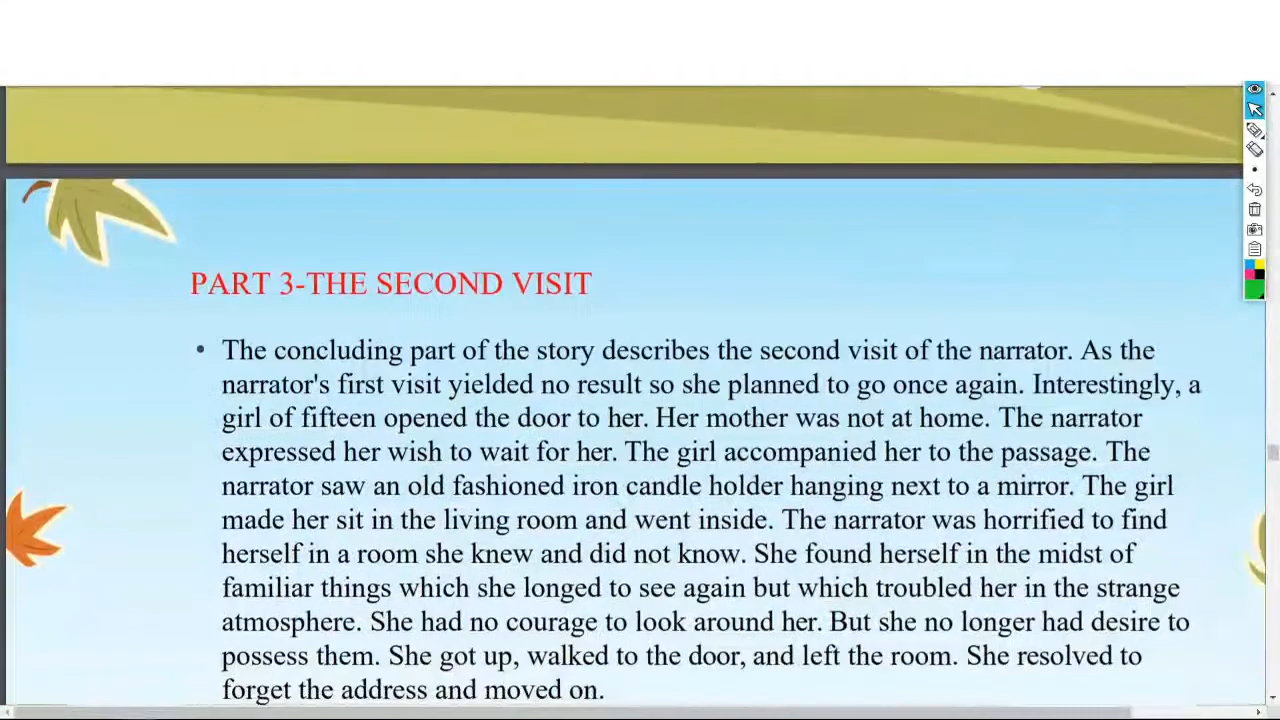 PART 3-THE SECOND VISIT
• The concluding part of the story describes the second visit of the narrator. As the
narrator's first visit yielded no result so she planned to go once again. Interestingly, a
girl of fifteen opened the door to her. Her mother was not at home. The narrator
expressed her wish to wait for her. The girl accompanied her to the passage. The
narrator saw an old fashioned iron candle holder hanging next to a mirror. The girl
made her sit in the living room and went inside. The narrator was horrified to find
herself in a room she knew and did not know. She found herself in the midst of
familiar things which she longed to see again but which troubled her in the strange
atmosphere. She had no courage to look around her. But she no longer had desire to
possess them. She got up, walked to the door, and left the room. She resolved to
forget the address and moved on.